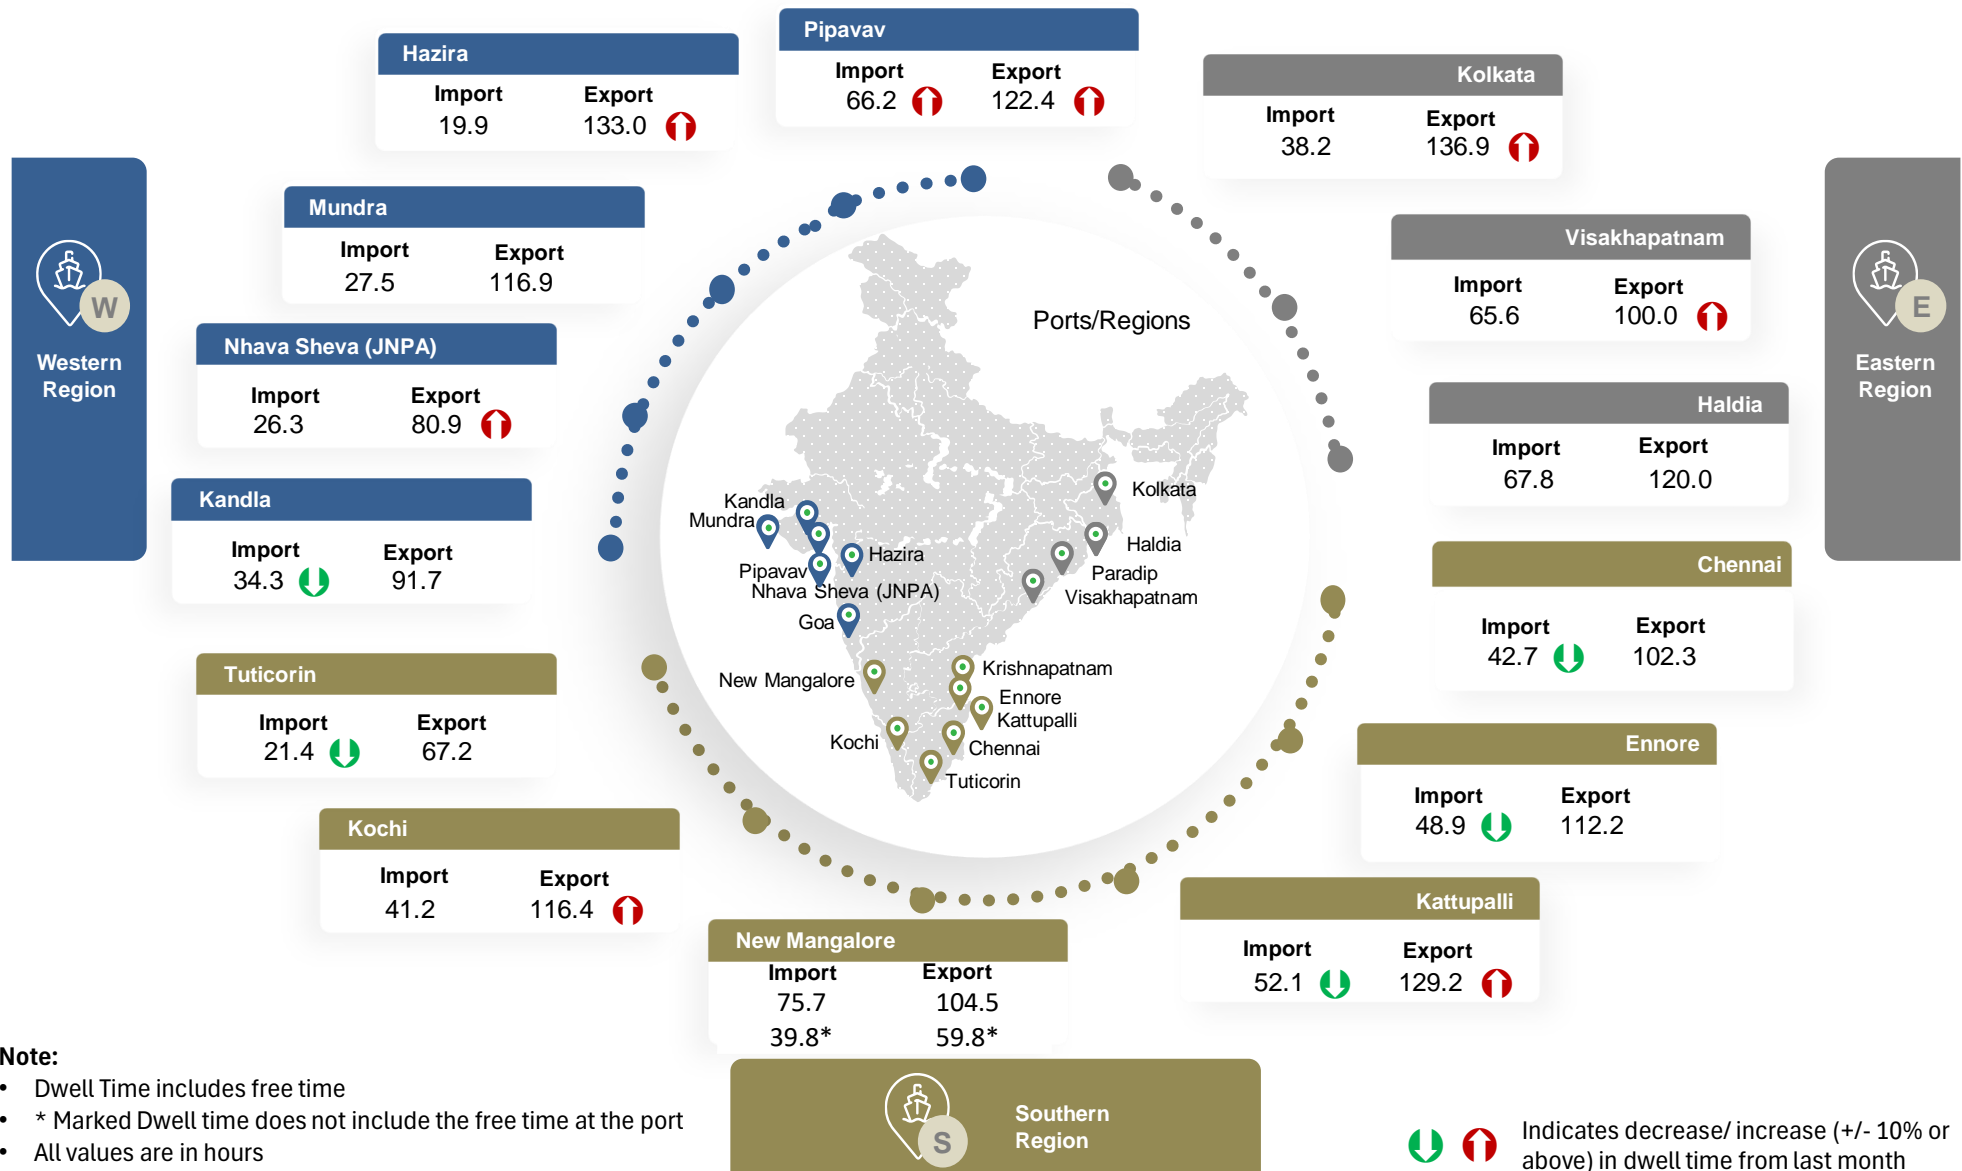 Hazira
Import Export
19.9 133.0
Pipavav
Import Export
66.2 122.4
Kolkata
Import Export
38.2 136.9
Mundra
Import Export
27.5 116.9
Visakhapatnam
Import Export
65.6 100.0
W
Western
Region
E
Eastern
Region
Nhava Sheva (JNPA)
Import Export
26.3 80.9
Haldia
Import Export
67.8 120.0
Kandla
Import Export
34.3 91.7
Chennai
Import Export
42.7 102.3
Tuticorin
Import Export
21.4 67.2
Ennore
Import Export
48.9 112.2
Kochi
Import Export
41.2 116.4
Kattupalli
Import Export
52.1 129.2
New Mangalore
Import Export
75.7 104.5
39.8* 59.8*
Ports/Regions
Kandla
Mundra
Pipavav
Hazira
Nhava Sheva (JNPA)
Goa
New Mangalore
Kochi
Kolkata
Haldia
Paradip
Visakhapatnam
Krishnapatnam
Ennore
Kattupalli
Chennai
Tuticorin
S
Southern
Region
Note:
• Dwell Time includes free time
• * Marked Dwell time does not include the free time at the port
• All values are in hours
Indicates decrease/ increase (+/- 10% or
above) in dwell time from last month